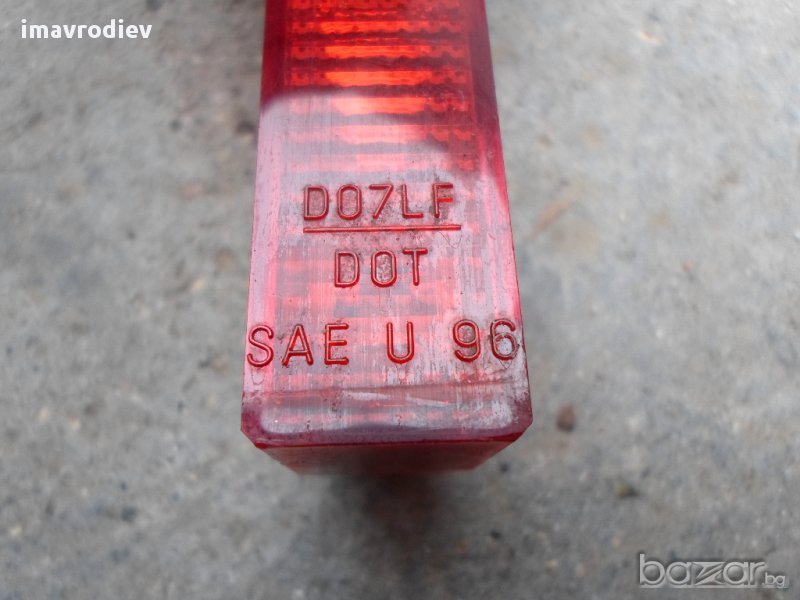 imavrodiev
D07LF
DOT
SAE U 96
bazar.bg